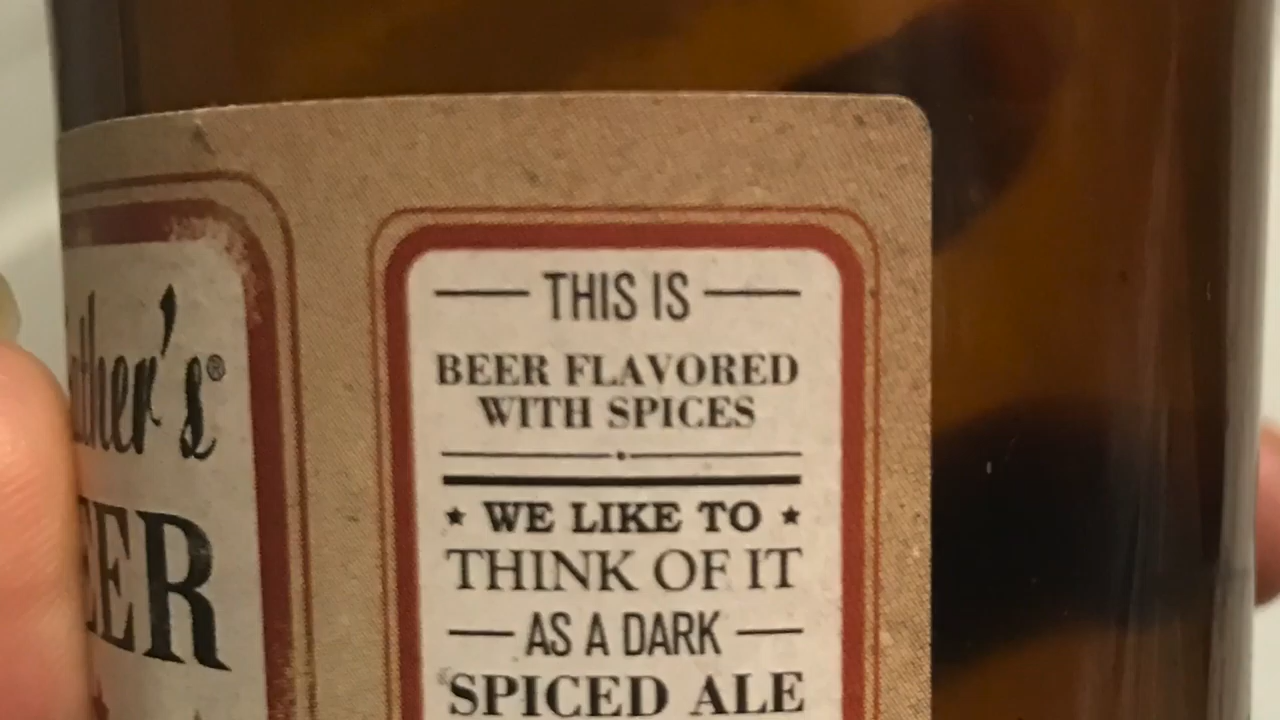 THIS IS
BEER FLAVORED
WITH SPICES
WE LIKE TO
THINK OF IT
AS A DARK
SPICED ALE